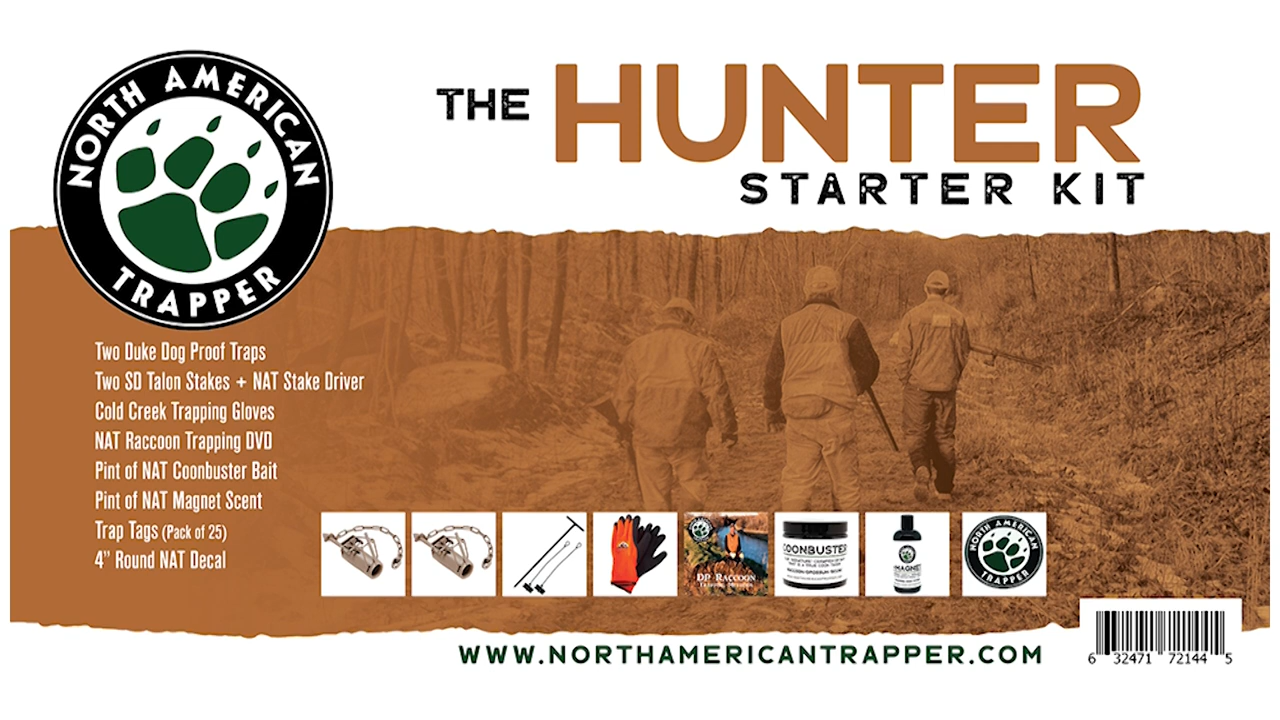 NORTH AMERICAN
TRAPPER
THE HUNTER
STARTER KIT
Two Duke Dog Proof Traps
Two SD Talon Stakes + NAT Stake Driver
Cold Creek Trapping Gloves
NAT Raccoon Trapping DVD
Pint of NAT Coonbuster Bait
Pint of NAT Magnet Scent
Trap Tags (Pack of 25)
4” Round NAT Decal
DP RACCOON
COONBUSTER
MAGNET
NORTH AMERICAN
TRAPPER
WWW.NORTHAMERICANTRAPPER.COM
6 32471 72144 5